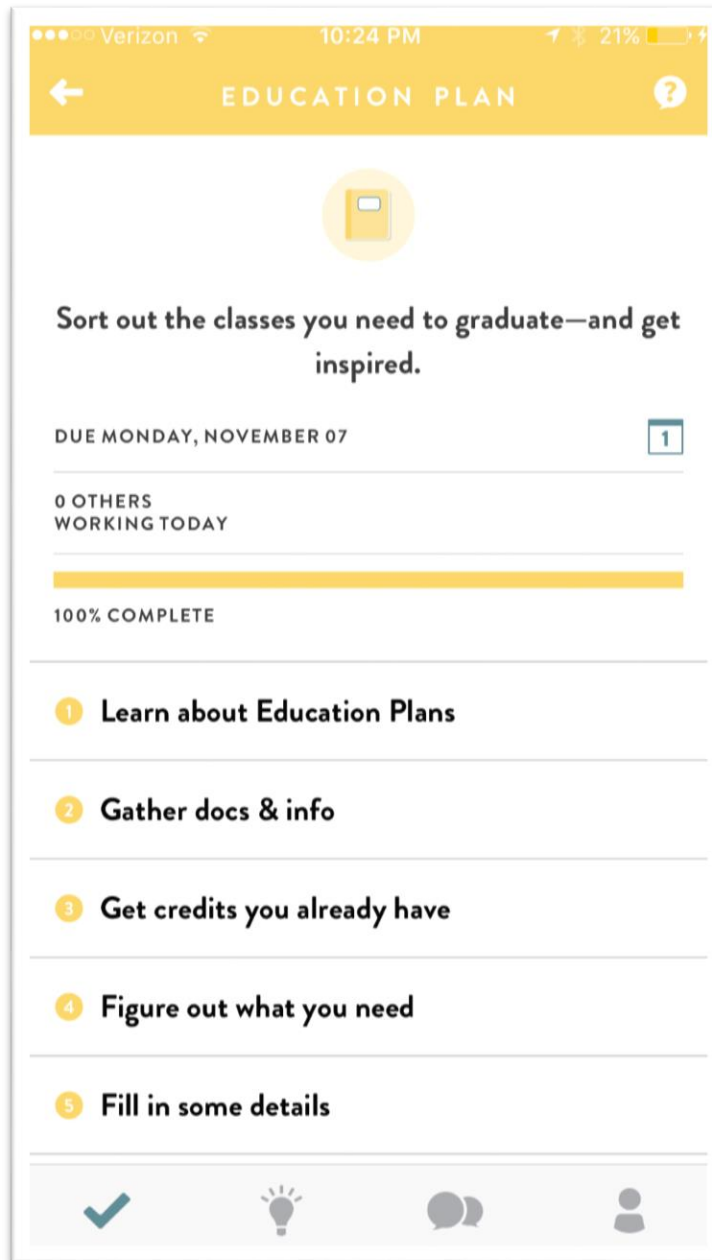 Verizon 10:24 PM 21%
EDUCATION PLAN ?
Sort out the classes you need to graduate—and get
inspired.
DUE MONDAY, NOVEMBER 07 1
0 OTHERS
WORKING TODAY
100% COMPLETE
1 Learn about Education Plans
2 Gather docs & info
3 Get credits you already have
4 Figure out what you need
5 Fill in some details